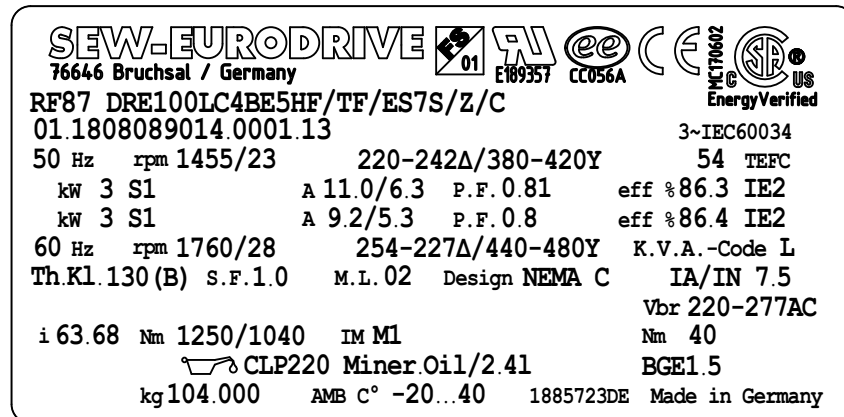 SEW-EURODRIVE FS 01 UR ee CE SA ®
76646 Bruchsal / Germany E189357 CC056A MC170602 C US
RF87 DRE100LC4BE5HF/TF/ES7S/Z/C EnergyVerified
01.1808089014.0001.13 3~IEC60034
50 Hz rpm 1455/23 220-242Δ/380-420Y 54 TEFC
kW 3 S1 A 11.0/6.3 P.F. 0.81 eff % 86.3 IE2
kW 3 S1 A 9.2/5.3 P.F. 0.8 eff % 86.4 IE2
60 Hz rpm 1760/28 254-227Δ/440-480Y K.V.A.-Code L
Th.Kl.130(B) S.F.1.0 M.L.02 Design NEMA C IA/IN 7.5
Vbr 220-277AC
i 63.68 Nm 1250/1040 IM M1 Nm 40
CLP220 Miner.Oil/2.4l BGE1.5
kg 104.000 AMB C° -20...40 1885723DE Made in Germany